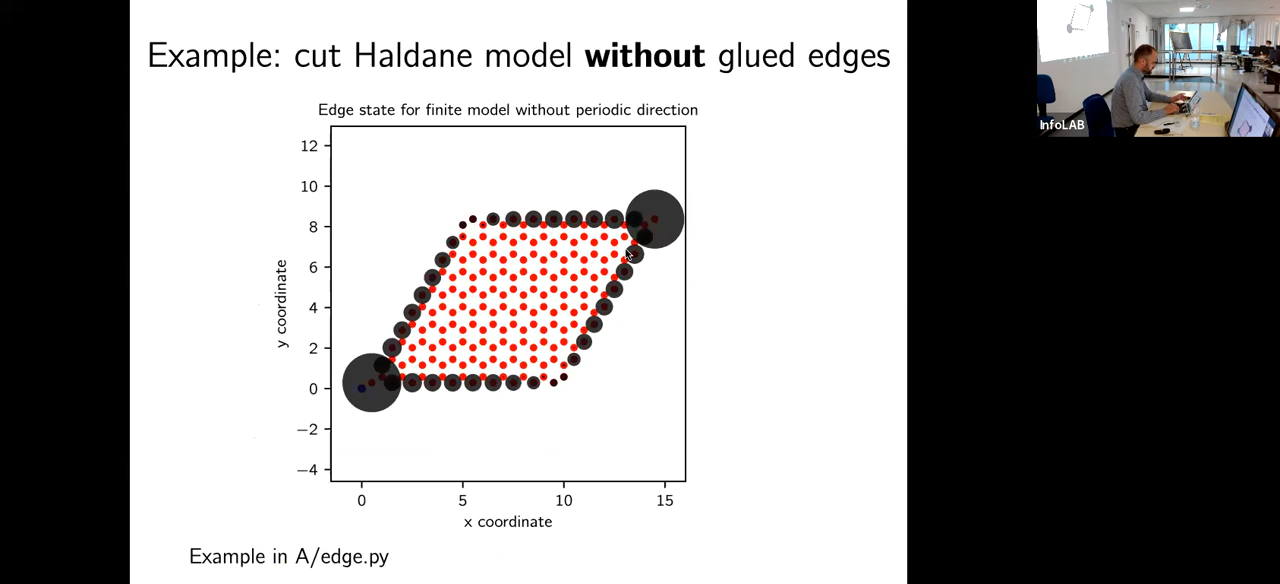 Example: cut Haldane model without glued edges
Edge state for finite model without periodic direction
12
10
8
6
4
2
0
−2
−4
y coordinate
0 5 10 15
x coordinate
Example in A/edge.py
InfoLAB